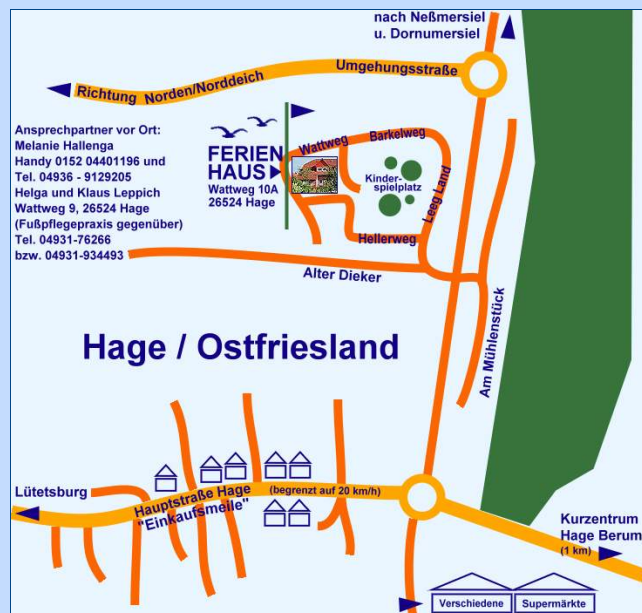 nach Neßmersiel
u. Dornumersiel
Umgehungsstraße
Richtung Norden/Norddeich
Ansprechpartner vor Ort:
Melanie Hallenga
Handy 0152 04401196 und
Tel. 04936 - 9129205
Helga und Klaus Leppich
Wattweg 9, 26524 Hage
(Fußpflegepraxis gegenüber)
Tel. 04931-76266
bzw. 04931-934493
FERIEN
HAUS
Wattweg 10A
26524 Hage
Wattweg
Barkelweg
Kinder-
spielplatz
Leeg Land
Hellerweg
Alter Dieker
Am Mühlenstück
Hage / Ostfriesland
Lütetsburg
Hauptstraße Hage
(begrenzt auf 20 km/h)
"Einkaufsmeile"
Kurzentrum
Hage Berum
(1 km)
Verschiedene
Supermärkte